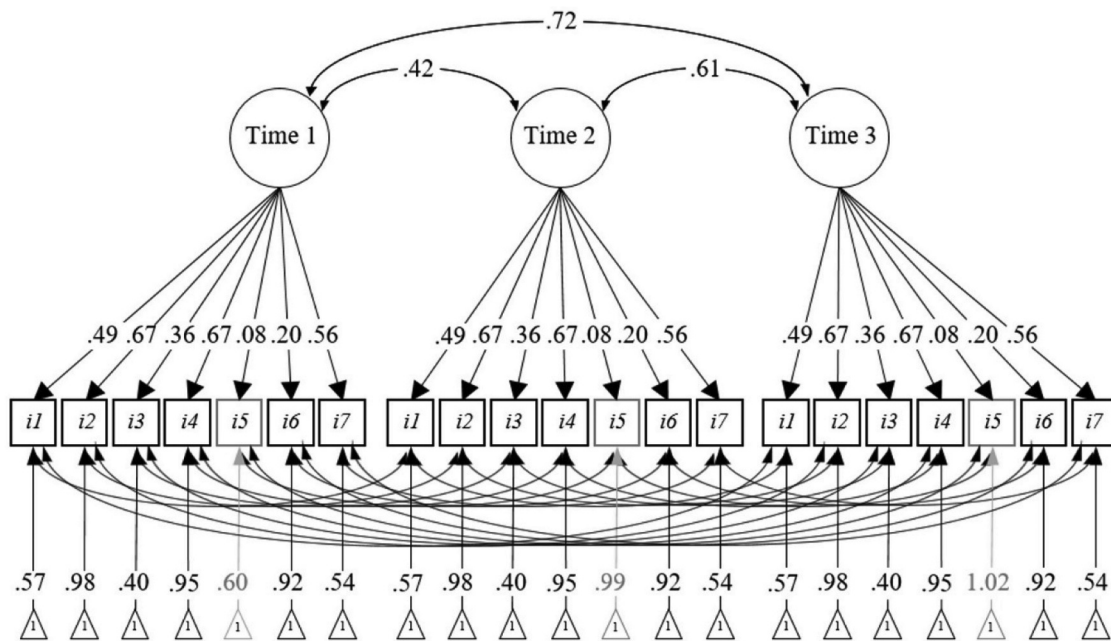 .72
.42 .61
Time 1 Time 2 Time 3
.49 .67 .36 .67 .08 .20 .56 .49 .67 .36 .67 .08 .20 .56 .49 .67 .36 .67 .08 .20 .56
i1 i2 i3 i4 i5 i6 i7 i1 i2 i3 i4 i5 i6 i7 i1 i2 i3 i4 i5 i6 i7
.57 .98 .40 .95 .60 .92 .54 .57 .98 .40 .95 .99 .92 .54 .57 .98 .40 .95 1.02 .92 .54
1 1 1 1 1 1 1 1 1 1 1 1 1 1 1 1 1 1 1 1 1